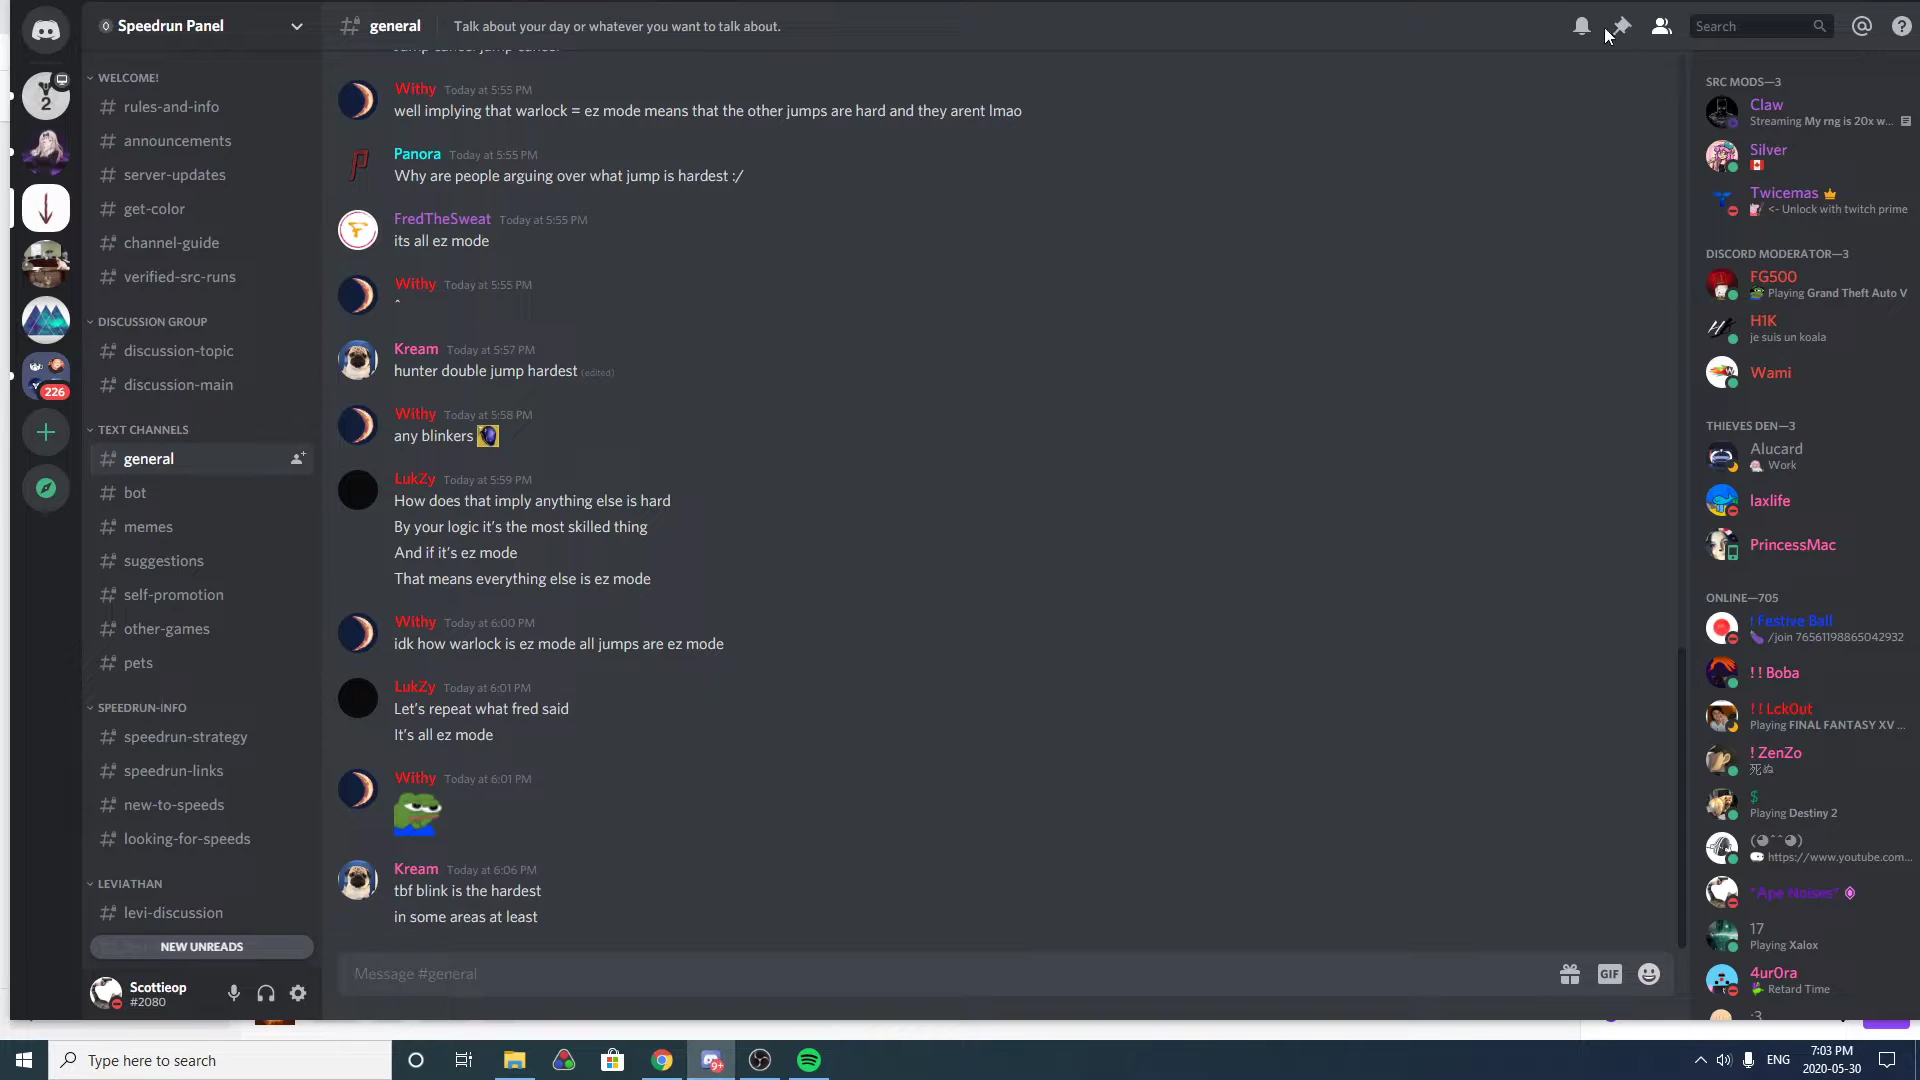 Speedrun Panel
general
Talk about your day or whatever you want to talk about.
Search
2
226
WELCOME!
rules-and-info
announcements
server-updates
get-color
channel-guide
verified-src-runs
DISCUSSION GROUP
discussion-topic
discussion-main
TEXT CHANNELS
general
bot
memes
suggestions
self-promotion
other-games
pets
SPEEDRUN-INFO
speedrun-strategy
speedrun-links
new-to-speeds
looking-for-speeds
LEVIATHAN
levi-discussion
NEW UNREADS
Scottieop
#2080
Withy Today at 5:55 PM
well implying that warlock = ez mode means that the other jumps are hard and they arent lmao
Panora Today at 5:55 PM
Why are people arguing over what jump is hardest :/
FredTheSweat Today at 5:55 PM
its all ez mode
Withy Today at 5:55 PM
^
Kream Today at 5:57 PM
hunter double jump hardest (edited)
Withy Today at 5:58 PM
any blinkers
LukZy Today at 5:59 PM
How does that imply anything else is hard
By your logic it's the most skilled thing
And if it's ez mode
That means everything else is ez mode
Withy Today at 6:00 PM
idk how warlock is ez mode all jumps are ez mode
LukZy Today at 6:01 PM
Let's repeat what fred said
It's all ez mode
Withy Today at 6:01 PM
Kream Today at 6:06 PM
tbf blink is the hardest
in some areas at least
Message #general
GIF
SRC MODS—3
Claw
Streaming My rng is 20x w...
Silver
Twicemas
<- Unlock with twitch prime
DISCORD MODERATOR—3
FG500
Playing Grand Theft Auto V
H1K
je suis un koala
Wami
THIEVES DEN—3
Alucard
Work
laxlife
PrincessMac
ONLINE—705
! Festive Ball
/join 76561198865042932
! ! Boba
! ! Lck0ut
Playing FINAL FANTASY XV ...
! ZenZo
死ぬ
$
Playing Destiny 2
https://www.youtube.com...
*Ape Noises*
17
Playing Xalox
4ur0ra
Retard Time
:3
Type here to search
9+
ENG
7:03 PM
2020-05-30